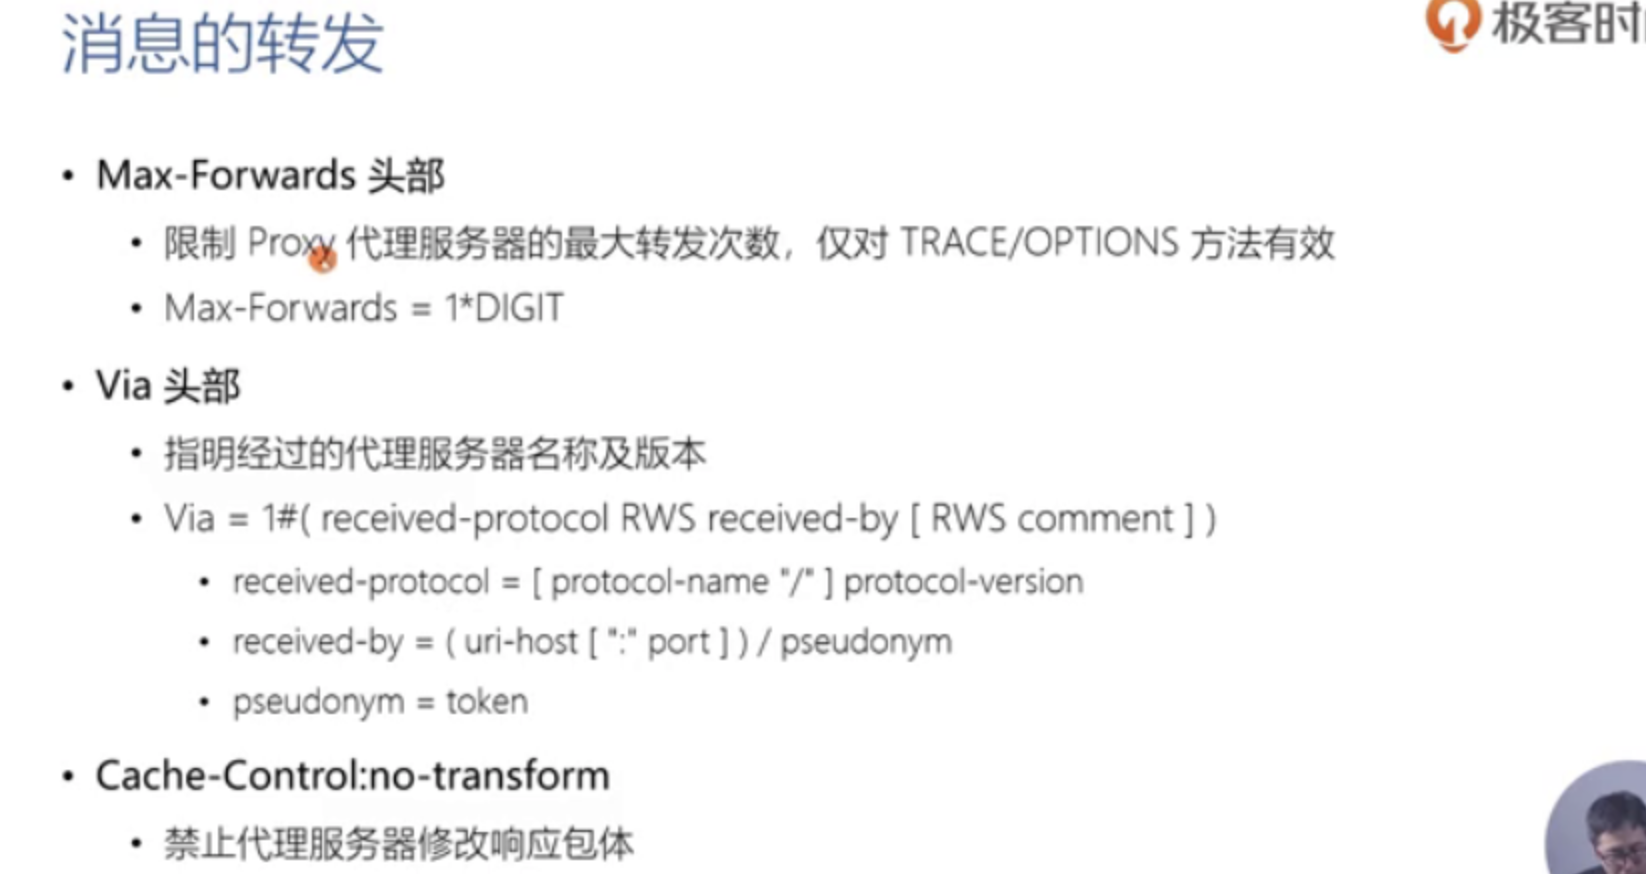 消息的转发
极客时
• Max-Forwards 头部
• 限制 Proxy 代理服务器的最大转发次数，仅对 TRACE/OPTIONS 方法有效
• Max-Forwards = 1*DIGIT
• Via 头部
• 指明经过的代理服务器名称及版本
• Via = 1#( received-protocol RWS received-by [ RWS comment ] )
• received-protocol = [ protocol-name "/" ] protocol-version
• received-by = ( uri-host [ ":" port ] ) / pseudonym
• pseudonym = token
• Cache-Control:no-transform
• 禁止代理服务器修改响应包体